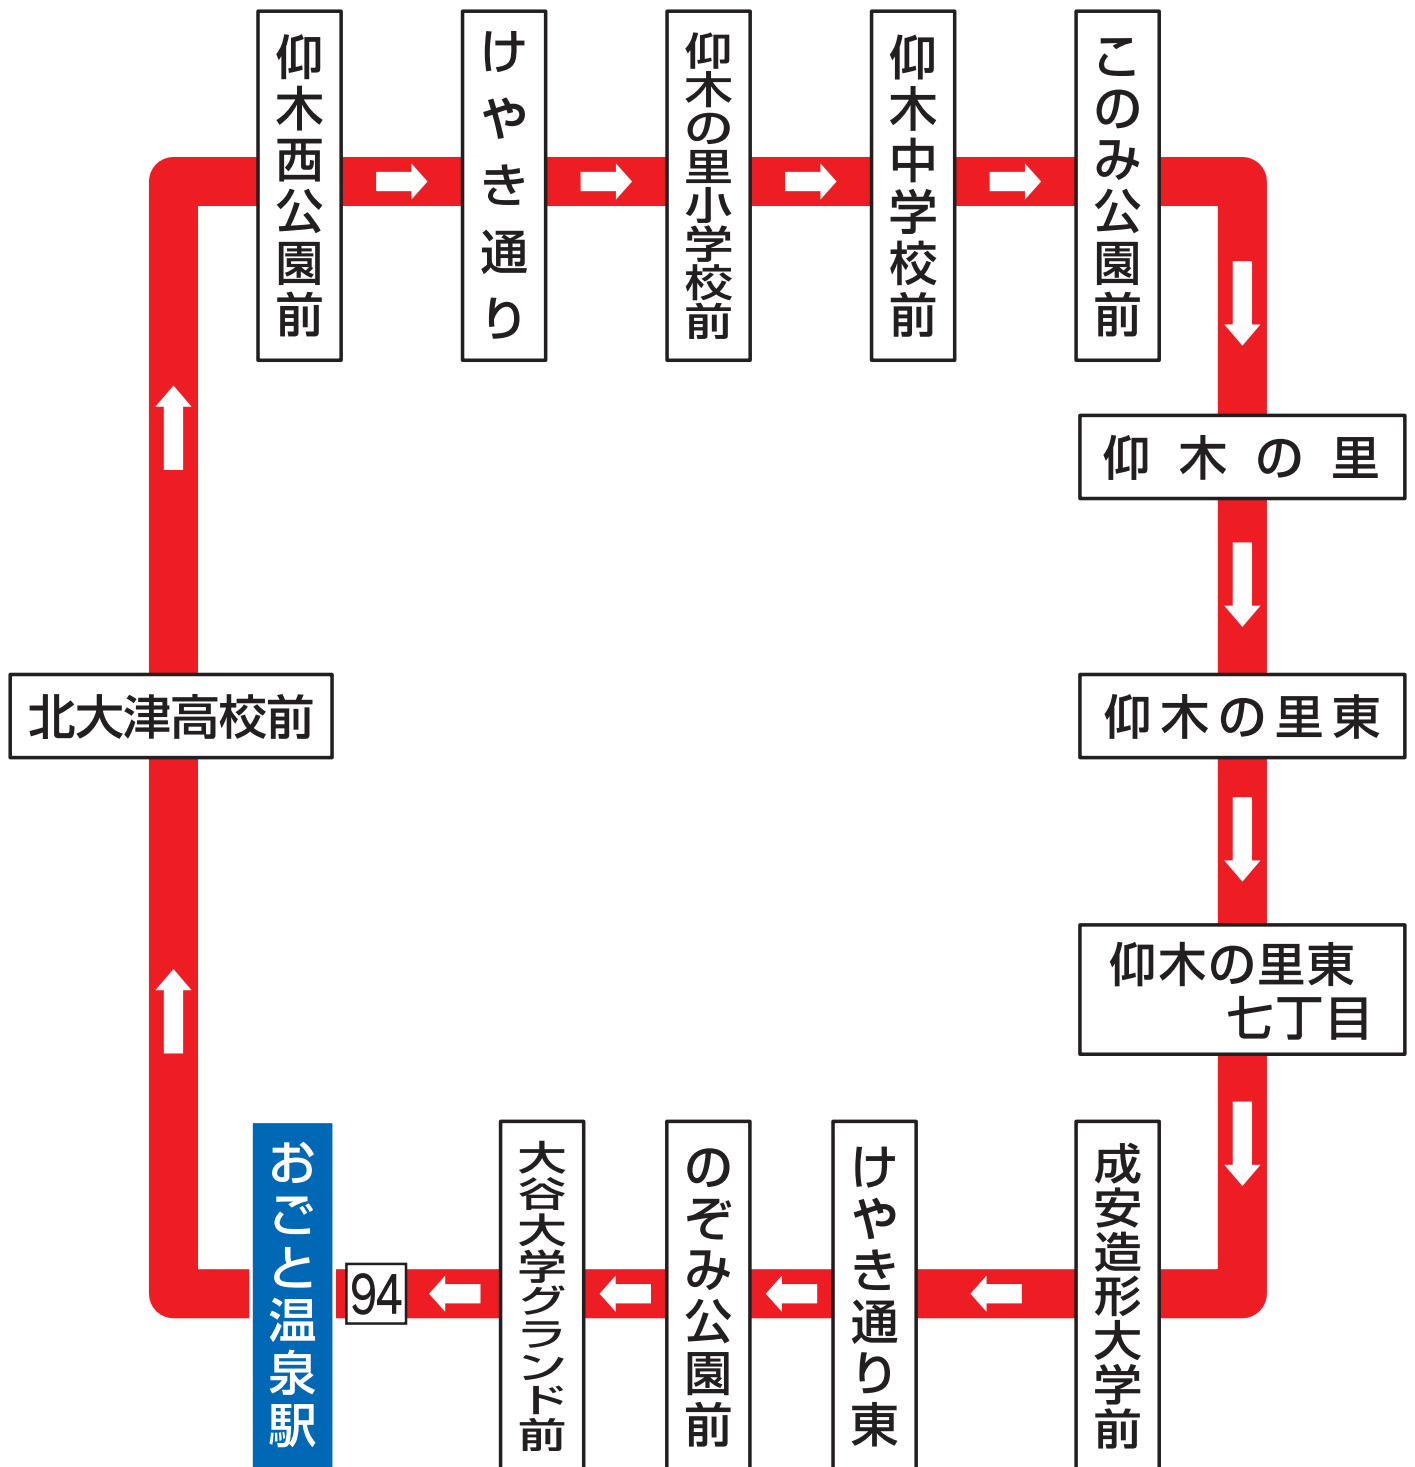 仰木西公園前
けやき通り
仰木の里小学校前
仰木中学校前
このみ公園前
仰木の里
仰木の里東
仰木の里東
七丁目
成安造形大学前
けやき通り東
のぞみ公園前
大谷大学グランド前
94
おごと温泉駅
北大津高校前